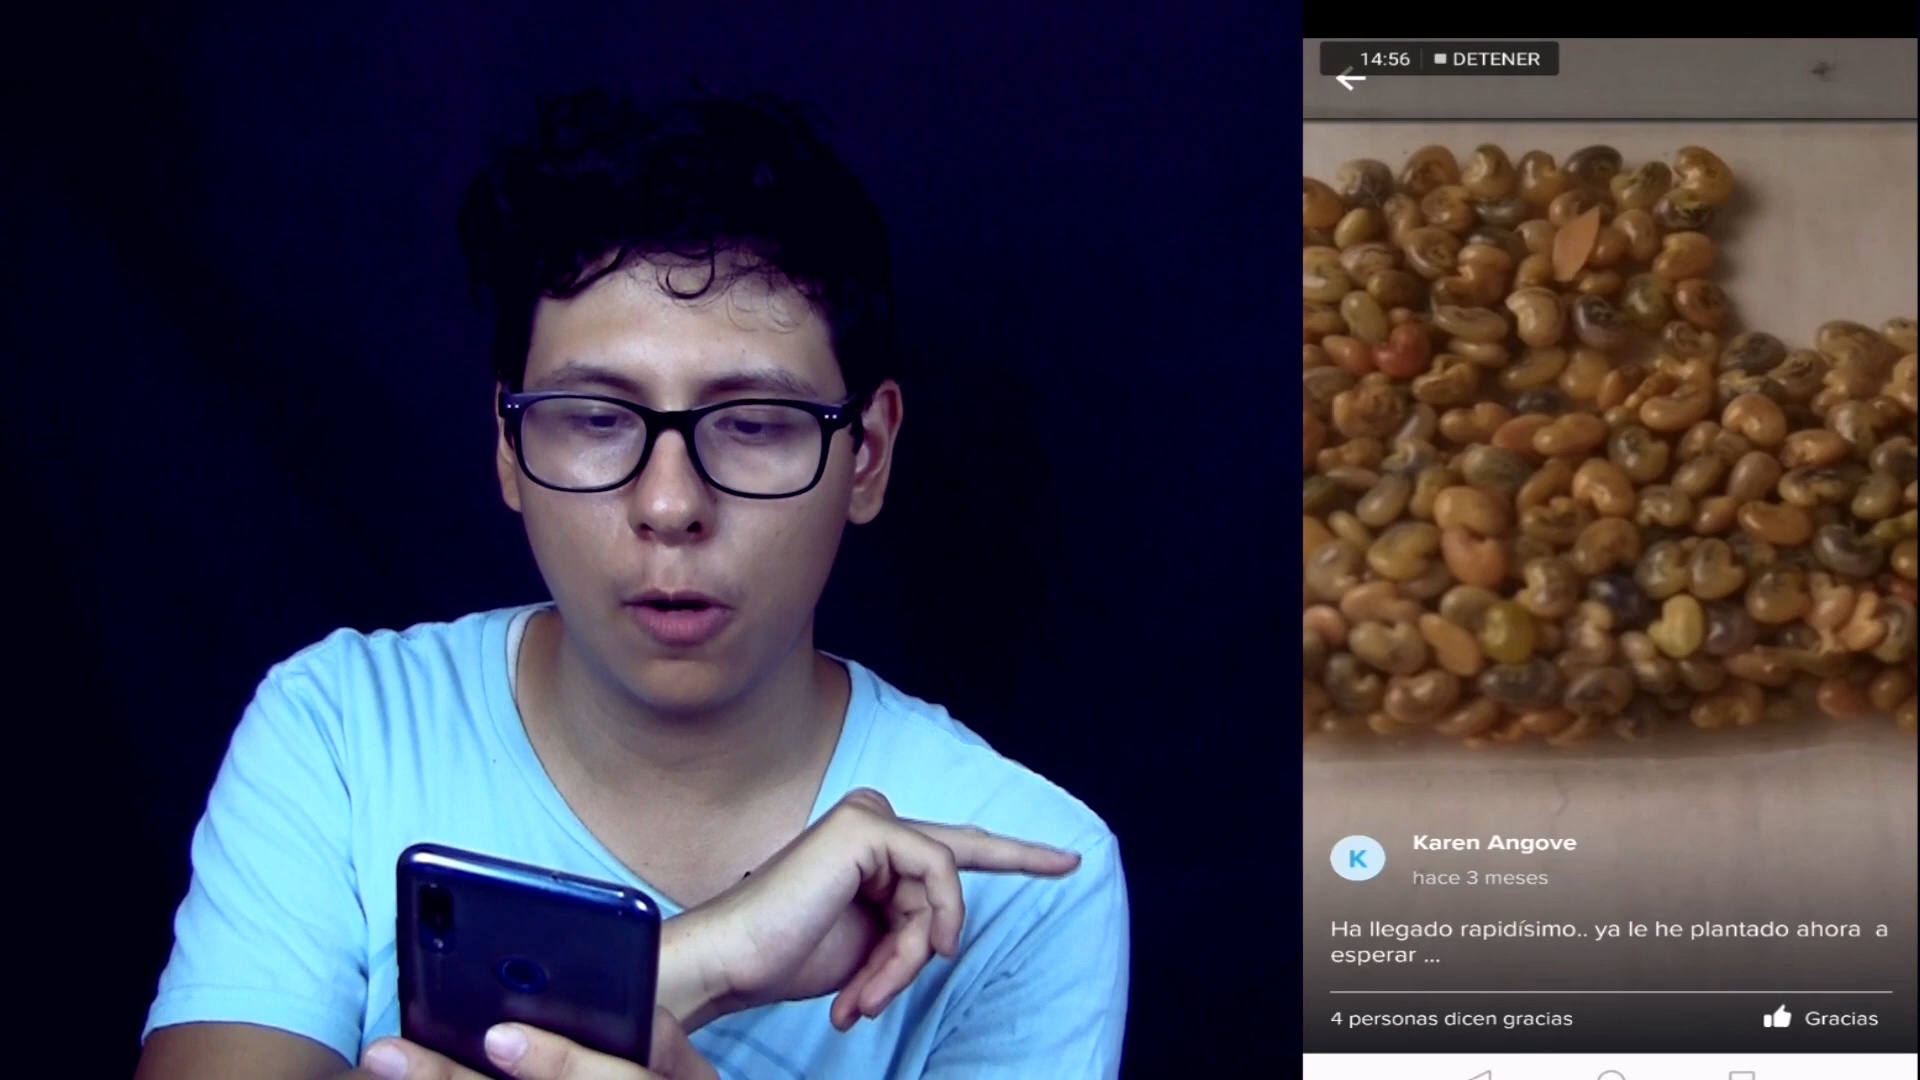 14:56 DETENER
K
Karen Angove
hace 3 meses
Ha llegado rapidísimo.. ya le he plantado ahora a
esperar ...
4 personas dicen gracias
Gracias